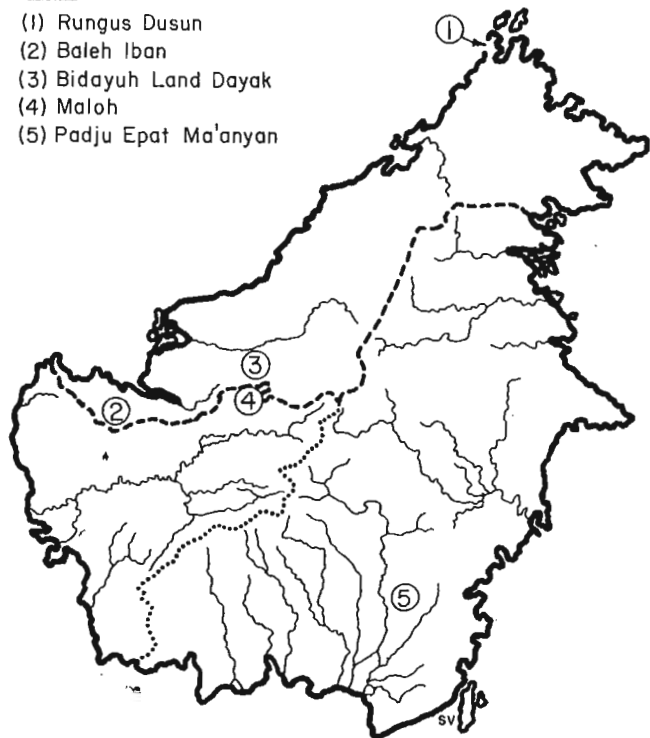 (1) Rungus Dusun
(2) Baleh Iban
(3) Bidayuh Land Dayak
(4) Maloh
(5) Padju Epat Ma'anyan
1
3
4
2
5
SV